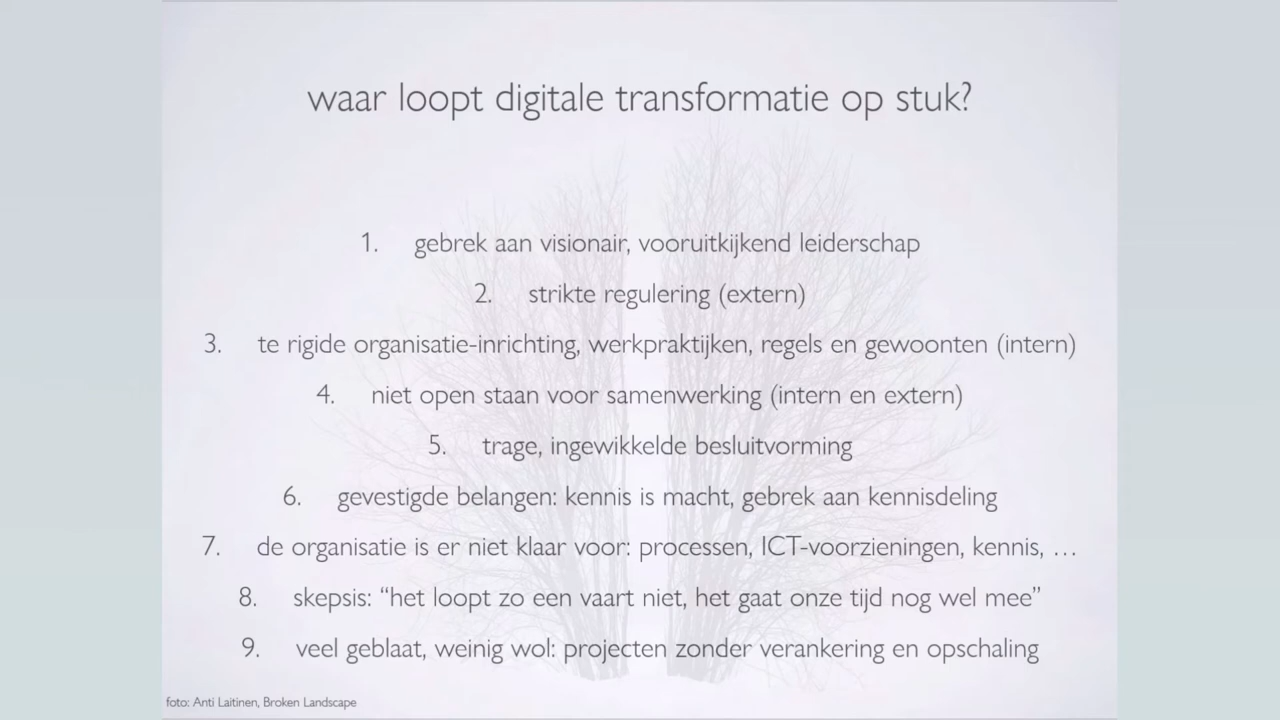 waar loopt digitale transformatie op stuk?
1. gebrek aan visionair, vooruitkijkend leiderschap
2. strikte regulering (extern)
3. te rigide organisatie-inrichting, werkpraktijken, regels en gewoonten (intern)
4. niet open staan voor samenwerking (intern en extern)
5. trage, ingewikkelde besluitvorming
6. gevestigde belangen: kennis is macht, gebrek aan kennisdeling
7. de organisatie is er niet klaar voor: processen, ICT-voorzieningen, kennis, …
8. skepsis: “het loopt zo een vaart niet, het gaat onze tijd nog wel mee”
9. veel geblaat, weinig wol: projecten zonder verankering en opschaling
foto: Anti Laitinen, Broken Landscape